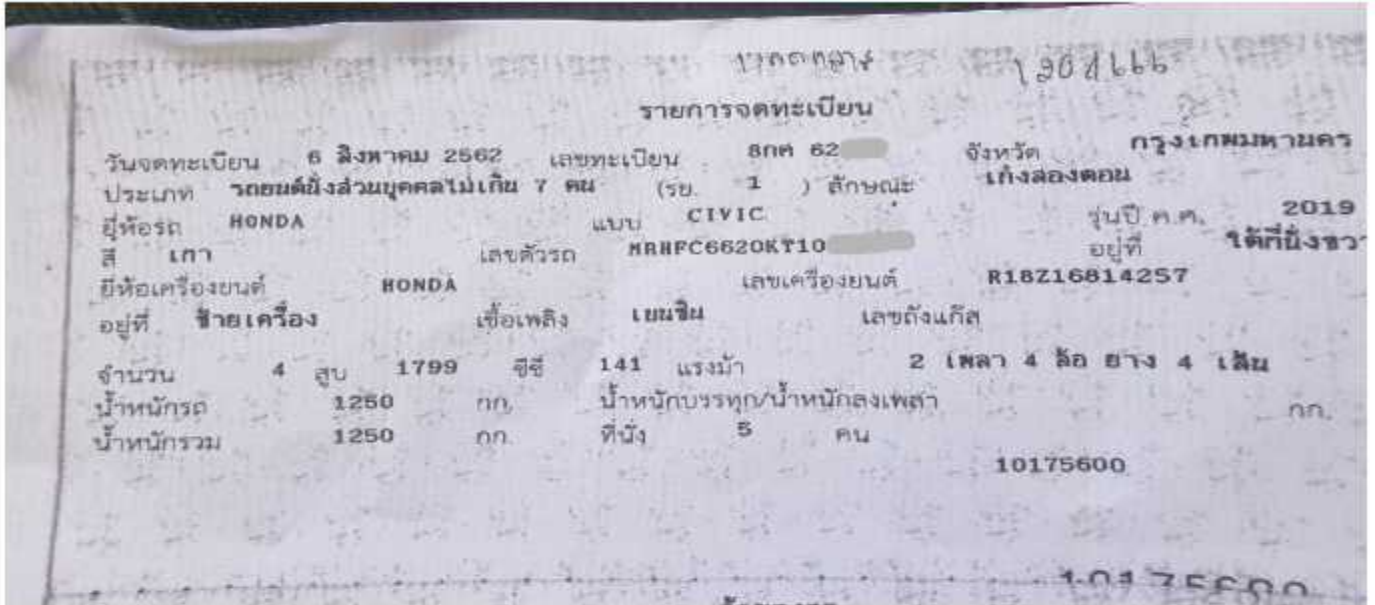 รายการจดทะเบียน
วันจดทะเบียน 6 สิงหาคม 2562 เลขทะเบียน 8กศ 62 จังหวัด กรุงเทพมหานคร
ประเภท รถยนต์นั่งส่วนบุคคลไม่เกิน 7 คน (รย. 1 ) ลักษณะ เก๋งสองตอน
ยี่ห้อรถ HONDA แบบ CIVIC รุ่นปี ค.ศ. 2019
สี เทา เลขตัวรถ MRHFC6620KT10 อยู่ที่ ใต้ที่นั่งขวา
ยี่ห้อเครื่องยนต์ HONDA เลขเครื่องยนต์ R18Z16814257
อยู่ที่ ซ้ายเครื่อง เชื้อเพลิง เบนซิน เลขถังแก๊ส
จำนวน 4 สูบ 1799 ซีซี 141 แรงม้า 2 เพลา 4 ล้อ ยาง 4 เส้น
น้ำหนักรถ 1250 กก. น้ำหนักบรรทุก/น้ำหนักลงเพลา กก.
น้ำหนักรวม 1250 กก. ที่นั่ง 5 คน
10175600
10175600